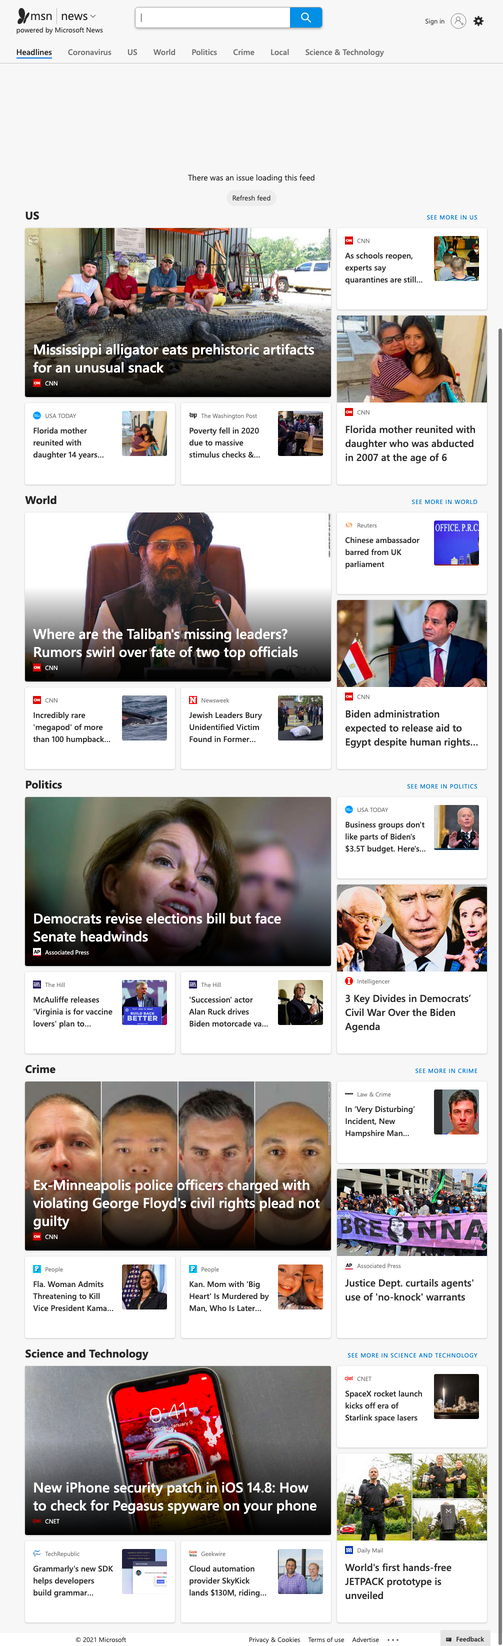 msn | news
powered by Microsoft News
Sign in
Headlines Coronavirus US World Politics Crime Local Science & Technology
There was an issue loading this feed
Refresh feed
US
SEE MORE IN US
Mississippi alligator eats prehistoric artifacts
for an unusual snack
CNN
CNN
As schools reopen,
experts say
quarantines are still...
USA TODAY
Florida mother
reunited with
daughter 14 years...
The Washington Post
Poverty fell in 2020
due to massive
stimulus checks &...
CNN
Florida mother reunited with
daughter who was abducted
in 2007 at the age of 6
World
SEE MORE IN WORLD
Where are the Taliban's missing leaders?
Rumors swirl over fate of two top officials
CNN
Reuters
Chinese ambassador
barred from UK
parliament
OFFICE, P.R.C
CNN
Incredibly rare
'megapod' of more
than 100 humpback...
Newsweek
Jewish Leaders Bury
Unidentified Victim
Found in Former...
CNN
Biden administration
expected to release aid to
Egypt despite human rights...
Politics
SEE MORE IN POLITICS
Democrats revise elections bill but face
Senate headwinds
Associated Press
USA TODAY
Business groups don't
like parts of Biden's
$3.5T budget. Here's...
The Hill
McAuliffe releases
'Virginia is for vaccine
lovers' plan to...
BUILD BACK
BETTER
The Hill
'Succession' actor
Alan Ruck drives
Biden motorcade va...
Intelligencer
3 Key Divides in Democrats'
Civil War Over the Biden
Agenda
Crime
SEE MORE IN CRIME
Ex-Minneapolis police officers charged with
violating George Floyd's civil rights plead not
guilty
CNN
Law & Crime
In 'Very Disturbing'
Incident, New
Hampshire Man...
BRE NNA
People
Fla. Woman Admits
Threatening to Kill
Vice President Kama...
People
Kan. Mom with 'Big
Heart' Is Murdered by
Man, Who Is Later...
Associated Press
Justice Dept. curtails agents'
use of 'no-knock' warrants
Science and Technology
SEE MORE IN SCIENCE AND TECHNOLOGY
9:41
New iPhone security patch in iOS 14.8: How
to check for Pegasus spyware on your phone
CNET
CNET
SpaceX rocket launch
kicks off era of
Starlink space lasers
TechRepublic
Grammarly's new SDK
helps developers
build grammar...
Geekwire
Cloud automation
provider SkyKick
lands $130M, riding...
Daily Mail
World's first hands-free
JETPACK prototype is
unveiled
© 2021 Microsoft
Privacy & Cookies Terms of use Advertise ...
Feedback